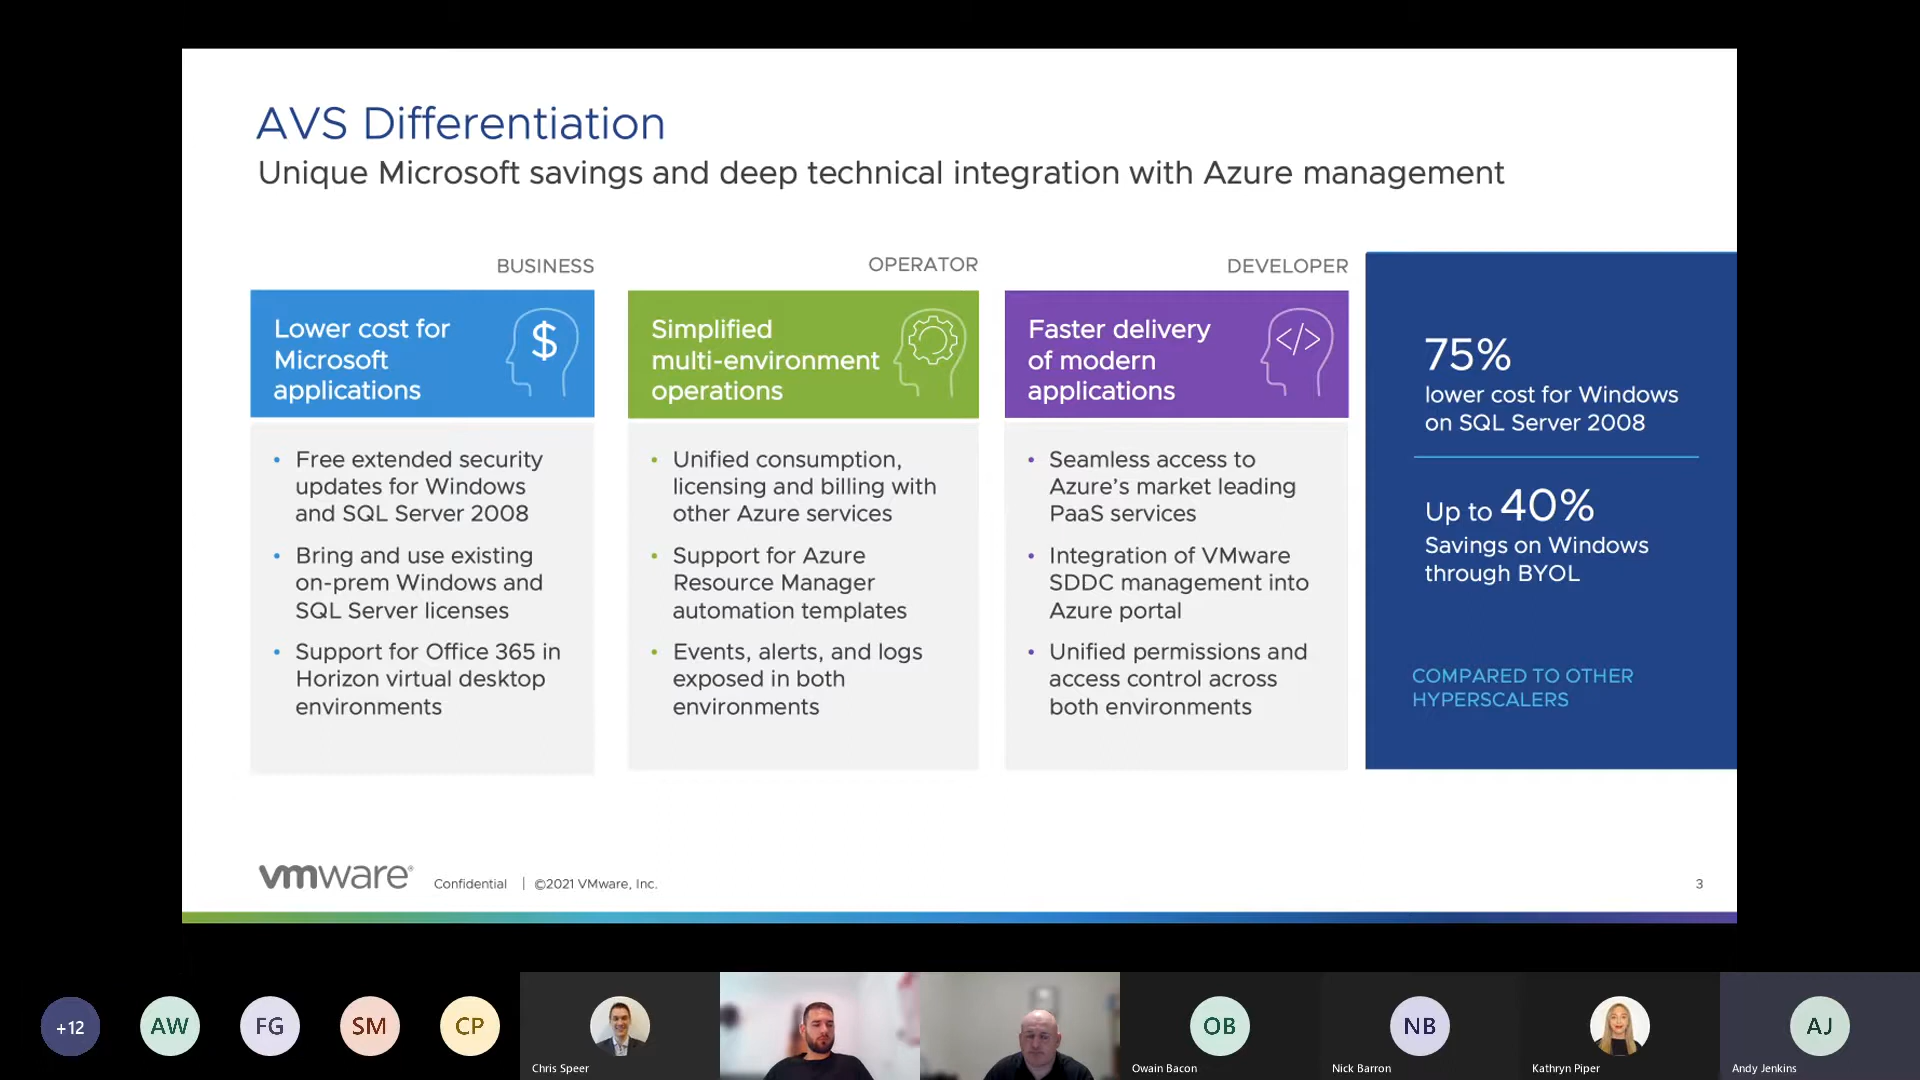 AVS Differentiation
Unique Microsoft savings and deep technical integration with Azure management
BUSINESS
Lower cost for
Microsoft
applications
$
• Free extended security
updates for Windows
and SQL Server 2008
• Bring and use existing
on-prem Windows and
SQL Server licenses
• Support for Office 365 in
Horizon virtual desktop
environments
OPERATOR
Simplified
multi-environment
operations
• Unified consumption,
licensing and billing with
other Azure services
• Support for Azure
Resource Manager
automation templates
• Events, alerts, and logs
exposed in both
environments
DEVELOPER
Faster delivery
of modern
applications
</>
• Seamless access to
Azure’s market leading
PaaS services
• Integration of VMware
SDDC management into
Azure portal
• Unified permissions and
access control across
both environments
75%
lower cost for Windows
on SQL Server 2008
Up to 40%
Savings on Windows
through BYOL
COMPARED TO OTHER
HYPERSCALERS
vmware® Confidential | ©2021 VMware, Inc.
3
+12
AW
FG
SM
CP
Chris Speer
OB
Owain Bacon
NB
Nick Barron
Kathryn Piper
AJ
Andy Jenkins